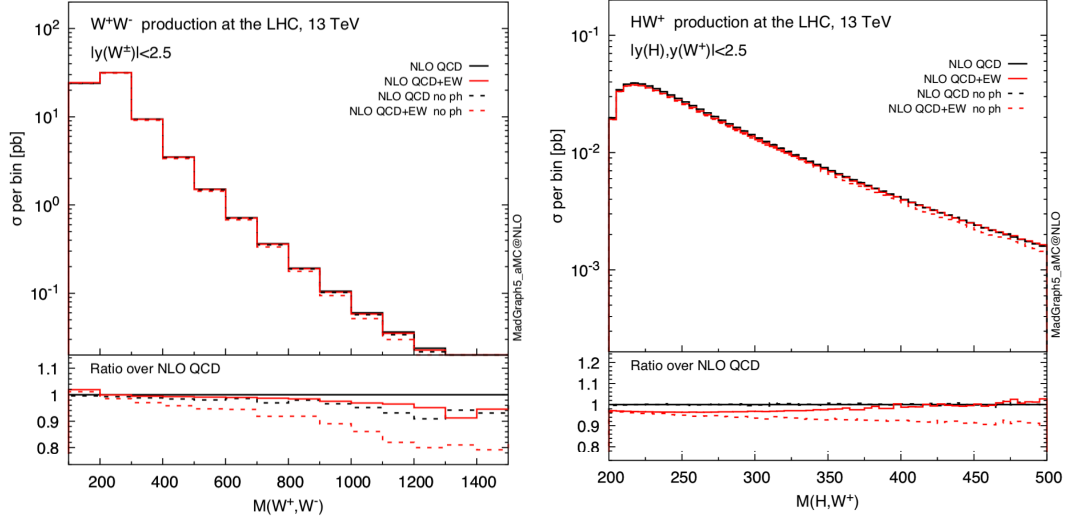 W⁺W⁻ production at the LHC, 13 TeV
|y(W±)|<2.5
NLO QCD
NLO QCD+EW
NLO QCD no ph
NLO QCD+EW no ph
σ per bin [pb]
10²
10¹
10⁰
10⁻¹
MadGraph5_aMC@NLO
Ratio over NLO QCD
1.1
1
0.9
0.8
200 400 600 800 1000 1200 1400
M(W⁺,W⁻)
HW⁺ production at the LHC, 13 TeV
|y(H),y(W⁺)|<2.5
NLO QCD
NLO QCD+EW
NLO QCD no ph
NLO QCD+EW no ph
σ per bin [pb]
10⁻¹
10⁻²
10⁻³
MadGraph5_aMC@NLO
Ratio over NLO QCD
1.2
1.1
1
0.9
0.8
200 250 300 350 400 450 500
M(H,W⁺)